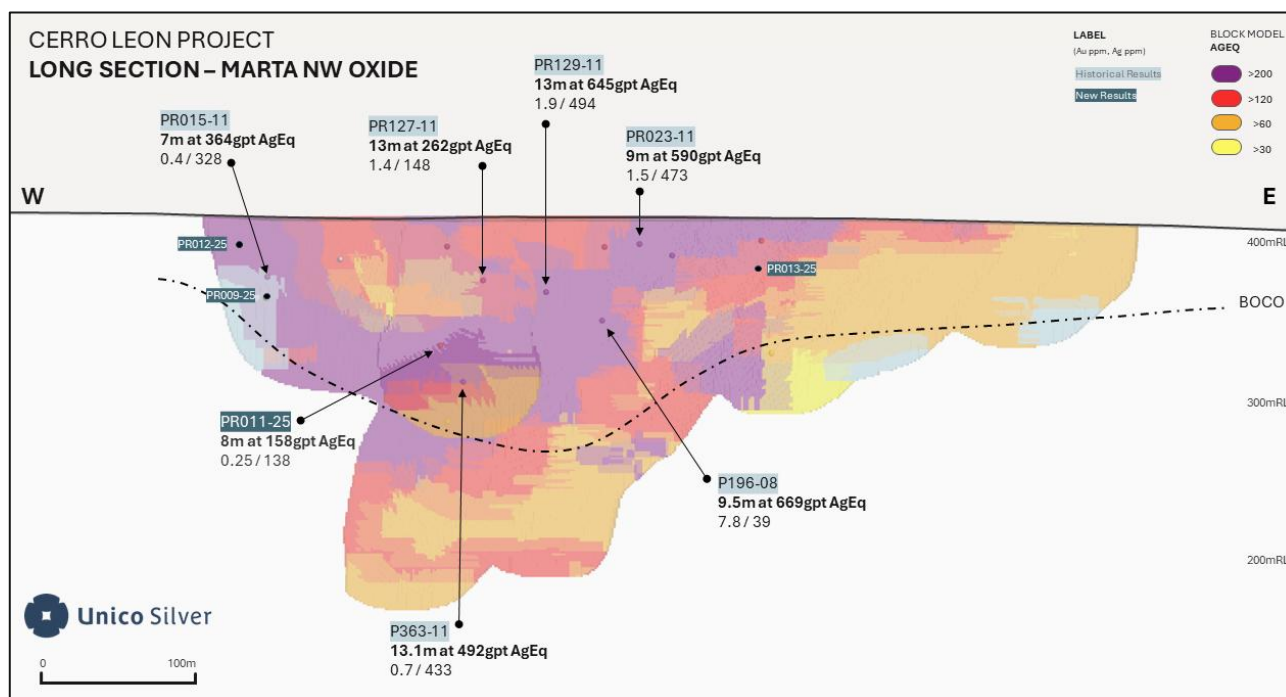 CERRO LEON PROJECT
LONG SECTION – MARTA NW OXIDE
LABEL
(Au ppm, Ag ppm)
Historical Results
New Results
BLOCK MODEL
AGEQ
>200
>120
>60
>30
PR015-11
7m at 364gpt AgEq
0.4 / 328
PR127-11
13m at 262gpt AgEq
1.4 / 148
PR129-11
13m at 645gpt AgEq
1.9 / 494
PR023-11
9m at 590gpt AgEq
1.5 / 473
W
E
PR012-25
400mRL
PR013-25
PR009-25
BOCO
300mRL
PR011-25
8m at 158gpt AgEq
0.25 / 138
P196-08
9.5m at 669gpt AgEq
7.8 / 39
200mRL
Unico Silver
P363-11
13.1m at 492gpt AgEq
0.7 / 433
0 100m